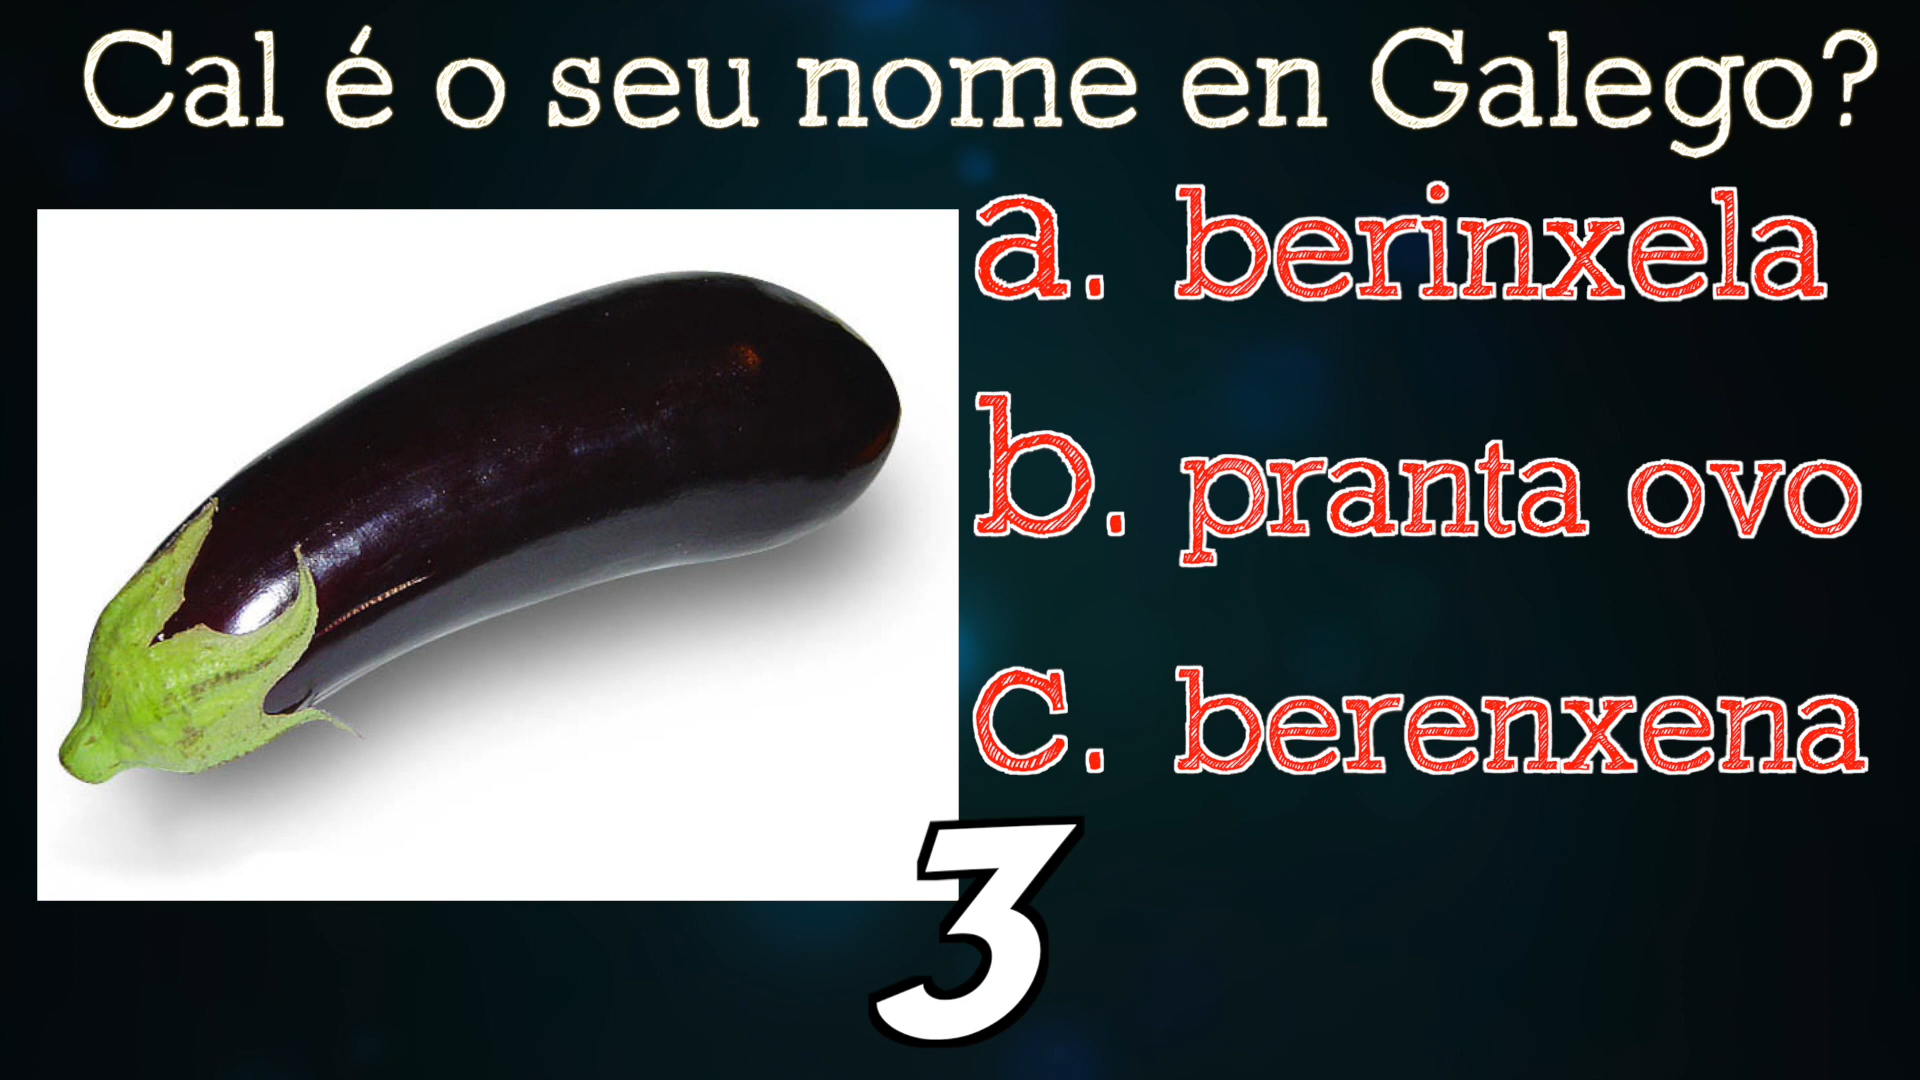 Cal é o seu nome en Galego?
a. berinxela
b. pranta ovo
c. berenxena
3